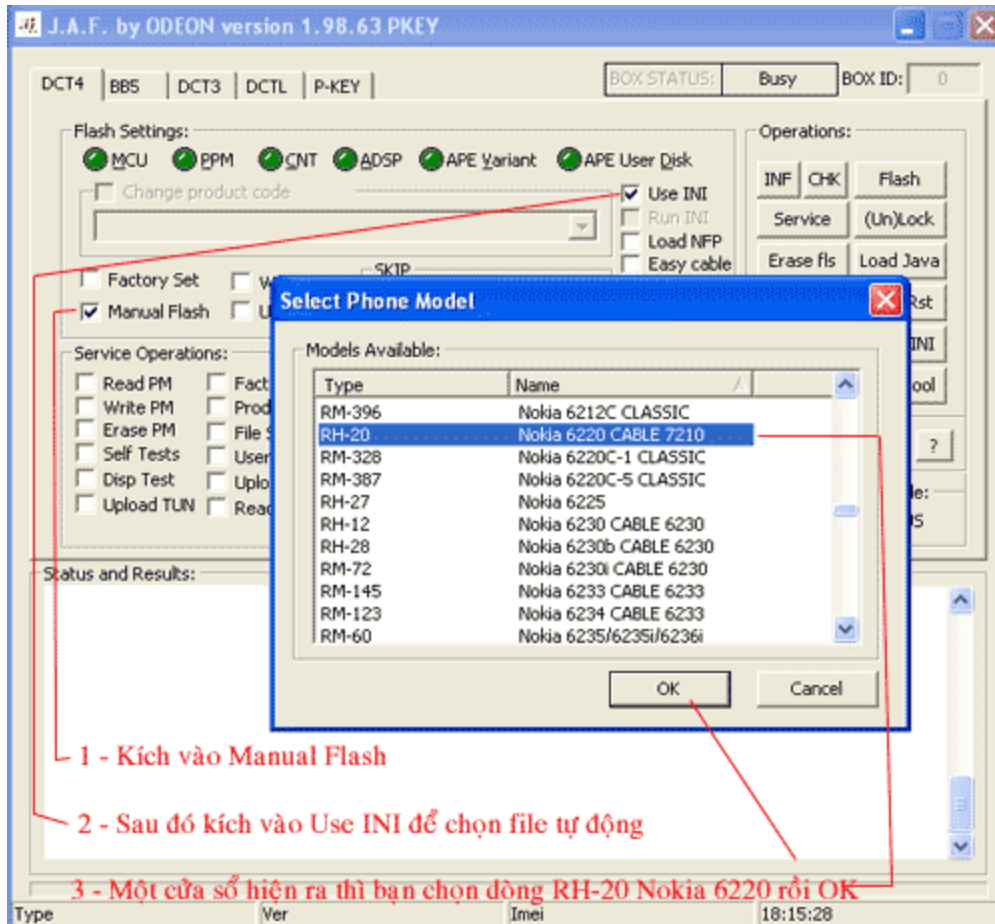 J.A.F. by ODEON version 1.98.63 PKEY
DCT4 BB5 DCT3 DCTL P-KEY
BOX STATUS: Busy BOX ID: 0
Flash Settings:
MCU PPM CNT ADSP APE Variant APE User Disk
Change product code
Use INI
Run INI
Load NFP
Easy cable
Factory Set
SKIP
Manual Flash
Operations:
INF CHK Flash
Service (Un)Lock
Erase fls Load Java
Rst
INI
?
Service Operations:
Read PM
Write PM
Erase PM File
Self Tests User
Disp Test
Upload TUN
Select Phone Model
Models Available:
Type Name
RM-396 Nokia 6212C CLASSIC
RH-20 Nokia 6220 CABLE 7210
RM-328 Nokia 6220C-1 CLASSIC
RM-387 Nokia 6220C-5 CLASSIC
RH-27 Nokia 6225
RH-12 Nokia 6230 CABLE 6230
RH-28 Nokia 6230b CABLE 6230
RM-72 Nokia 6230i CABLE 6230
RM-145 Nokia 6233 CABLE 6233
RM-123 Nokia 6234 CABLE 6233
RM-60 Nokia 6235/6235i/6236i
OK Cancel
Status and Results:
1 - Kích vào Manual Flash
2 - Sau đó kích vào Use INI để chọn file tự động
3 - Một cửa sổ hiện ra thì bạn chọn dòng RH-20 Nokia 6220 rồi OK
Type Ver Imei 18:15:28